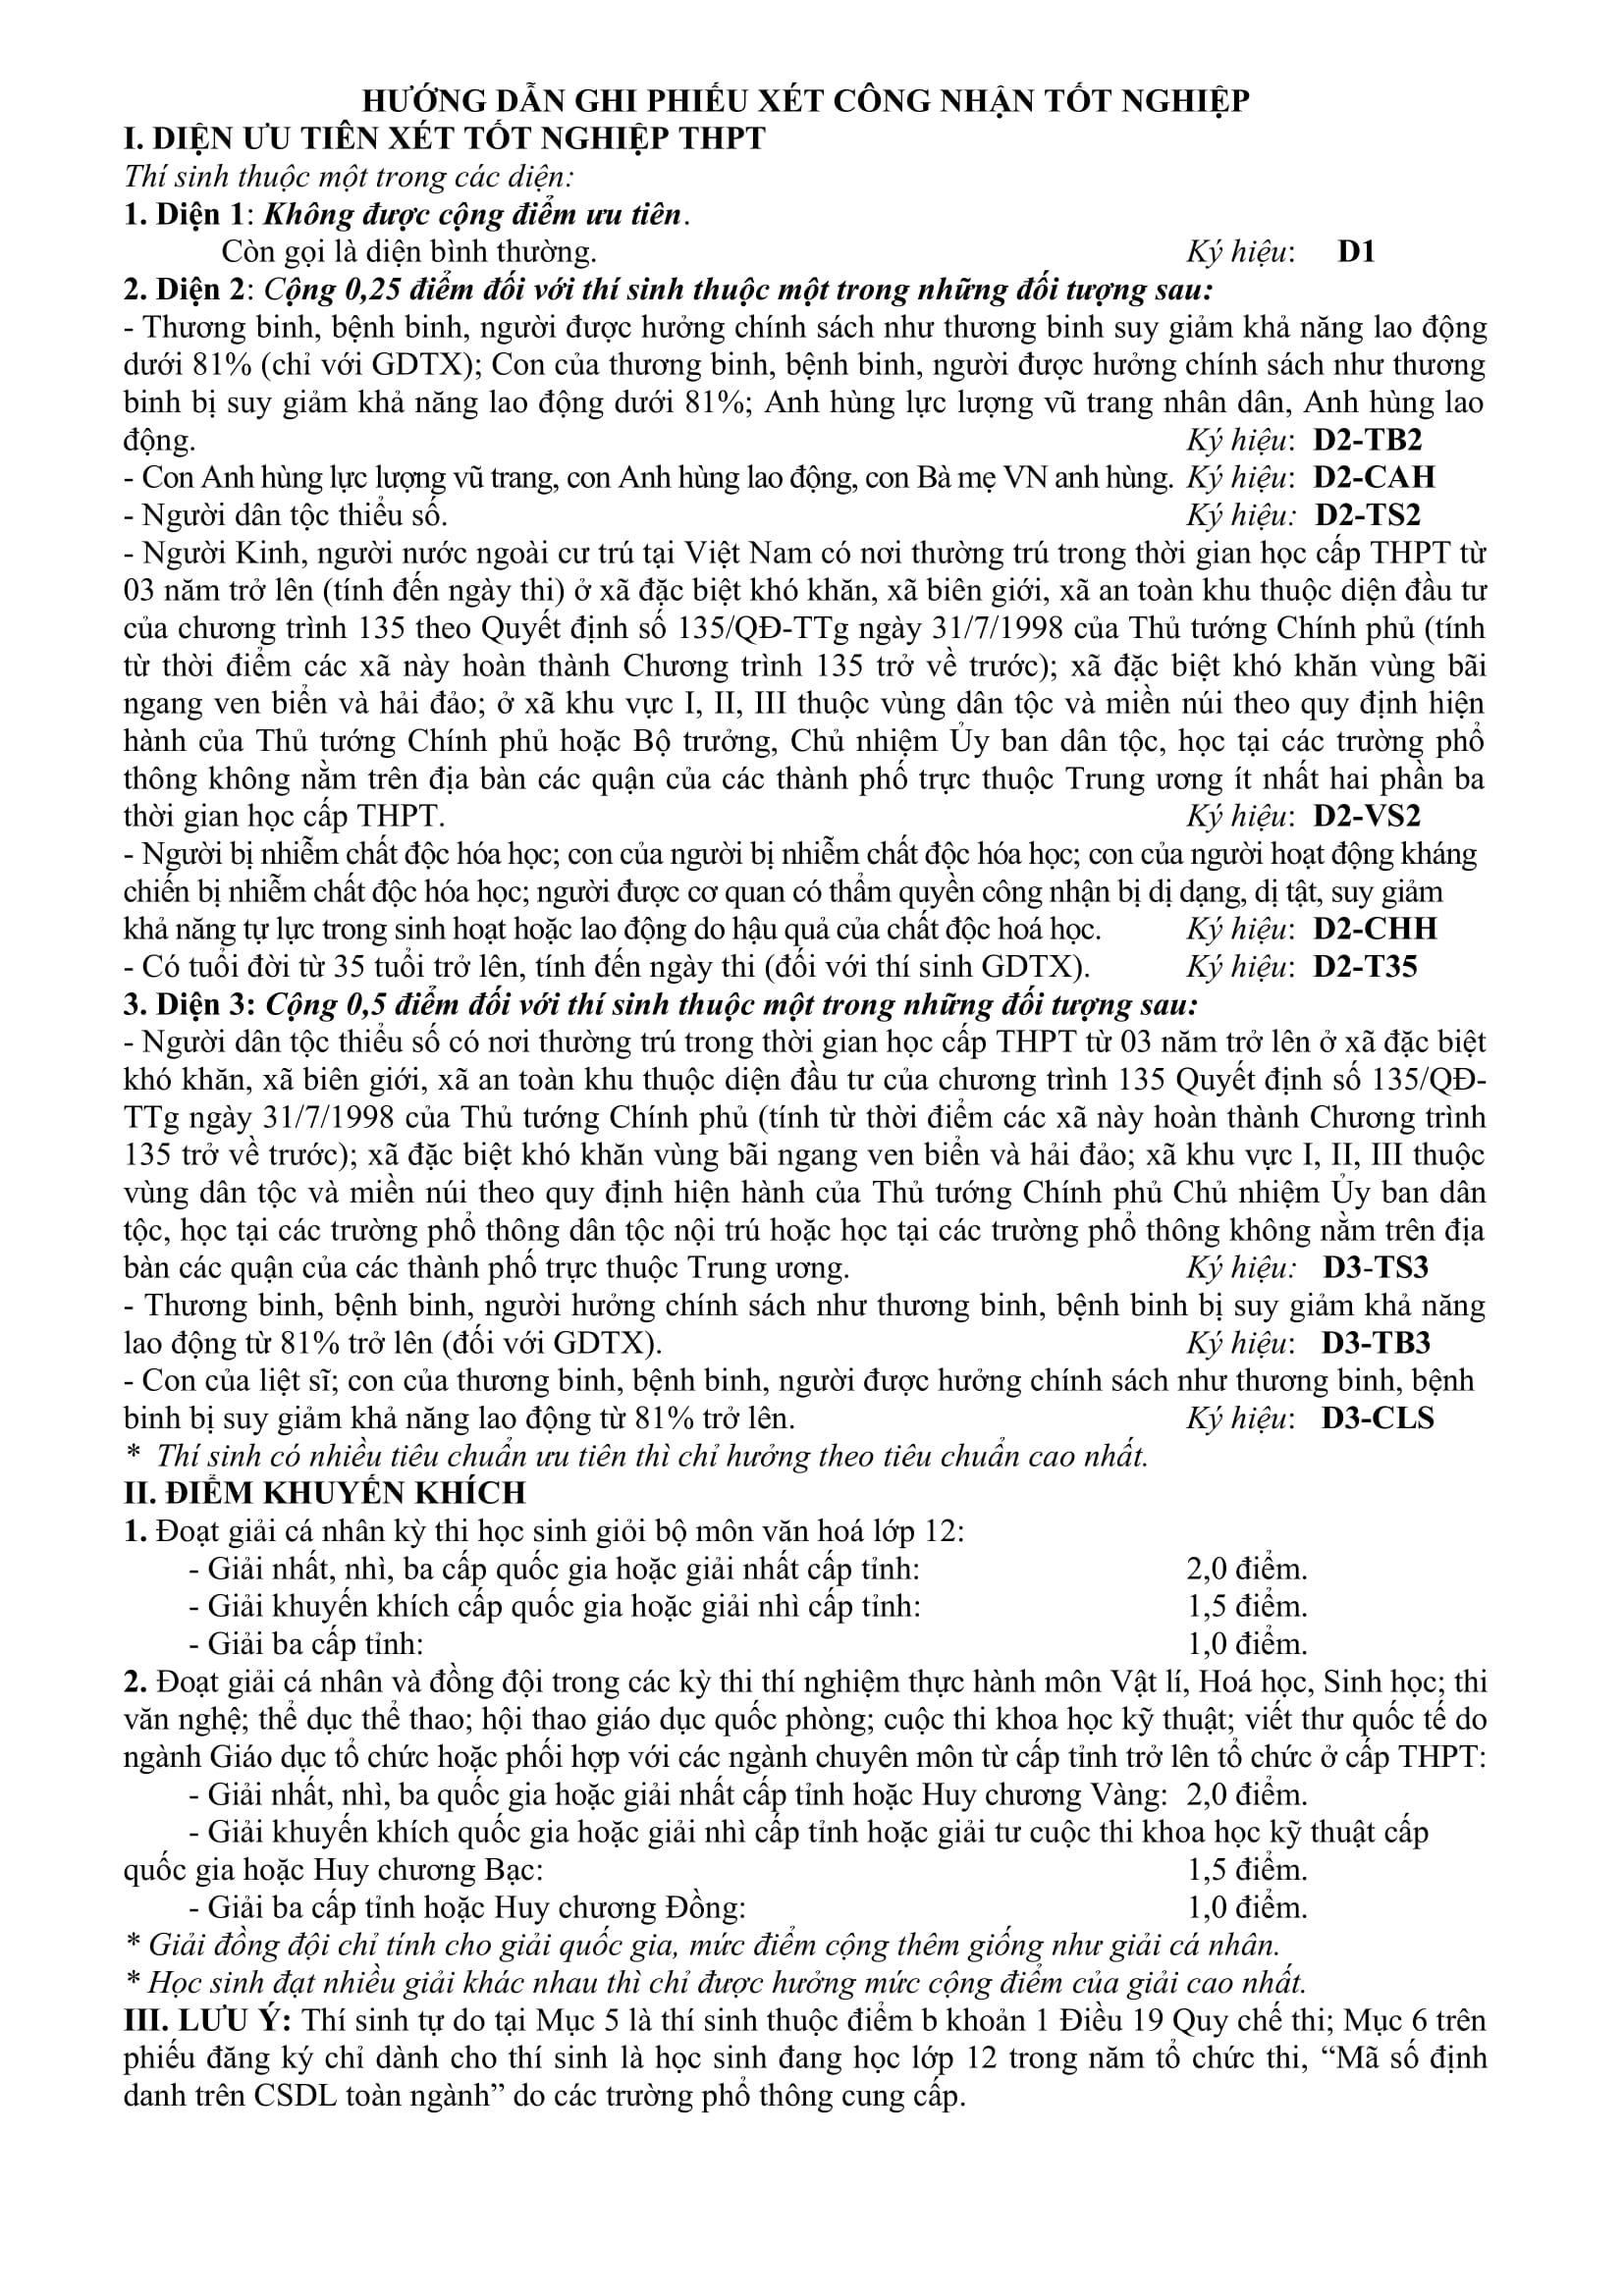 HƯỚNG DẪN GHI PHIẾU XÉT CÔNG NHẬN TỐT NGHIỆP
I. DIỆN ƯU TIÊN XÉT TỐT NGHIỆP THPT
Thí sinh thuộc một trong các diện:
1. Diện 1: Không được cộng điểm ưu tiên.
Còn gọi là diện bình thường. Ký hiệu: D1
2. Diện 2: Cộng 0,25 điểm đối với thí sinh thuộc một trong những đối tượng sau:
- Thương binh, bệnh binh, người được hưởng chính sách như thương binh suy giảm khả năng lao động
dưới 81% (chỉ với GDTX); Con của thương binh, bệnh binh, người được hưởng chính sách như thương
binh bị suy giảm khả năng lao động dưới 81%; Anh hùng lực lượng vũ trang nhân dân, Anh hùng lao
động. Ký hiệu: D2-TB2
- Con Anh hùng lực lượng vũ trang, con Anh hùng lao động, con Bà mẹ VN anh hùng. Ký hiệu: D2-CAH
- Người dân tộc thiểu số. Ký hiệu: D2-TS2
- Người Kinh, người nước ngoài cư trú tại Việt Nam có nơi thường trú trong thời gian học cấp THPT từ
03 năm trở lên (tính đến ngày thi) ở xã đặc biệt khó khăn, xã biên giới, xã an toàn khu thuộc diện đầu tư
của chương trình 135 theo Quyết định số 135/QĐ-TTg ngày 31/7/1998 của Thủ tướng Chính phủ (tính
từ thời điểm các xã này hoàn thành Chương trình 135 trở về trước); xã đặc biệt khó khăn vùng bãi
ngang ven biển và hải đảo; ở xã khu vực I, II, III thuộc vùng dân tộc và miền núi theo quy định hiện
hành của Thủ tướng Chính phủ hoặc Bộ trưởng, Chủ nhiệm Ủy ban dân tộc, học tại các trường phổ
thông không nằm trên địa bàn các quận của các thành phố trực thuộc Trung ương ít nhất hai phần ba
thời gian học cấp THPT. Ký hiệu: D2-VS2
- Người bị nhiễm chất độc hóa học; con của người bị nhiễm chất độc hóa học; con của người hoạt động kháng
chiến bị nhiễm chất độc hóa học; người được cơ quan có thẩm quyền công nhận bị dị dạng, dị tật, suy giảm
khả năng tự lực trong sinh hoạt hoặc lao động do hậu quả của chất độc hoá học. Ký hiệu: D2-CHH
- Có tuổi đời từ 35 tuổi trở lên, tính đến ngày thi (đối với thí sinh GDTX). Ký hiệu: D2-T35
3. Diện 3: Cộng 0,5 điểm đối với thí sinh thuộc một trong những đối tượng sau:
- Người dân tộc thiểu số có nơi thường trú trong thời gian học cấp THPT từ 03 năm trở lên ở xã đặc biệt
khó khăn, xã biên giới, xã an toàn khu thuộc diện đầu tư của chương trình 135 Quyết định số 135/QĐ-
TTg ngày 31/7/1998 của Thủ tướng Chính phủ (tính từ thời điểm các xã này hoàn thành Chương trình
135 trở về trước); xã đặc biệt khó khăn vùng bãi ngang ven biển và hải đảo; xã khu vực I, II, III thuộc
vùng dân tộc và miền núi theo quy định hiện hành của Thủ tướng Chính phủ Chủ nhiệm Ủy ban dân
tộc, học tại các trường phổ thông dân tộc nội trú hoặc học tại các trường phổ thông không nằm trên địa
bàn các quận của các thành phố trực thuộc Trung ương. Ký hiệu: D3-TS3
- Thương binh, bệnh binh, người hưởng chính sách như thương binh, bệnh binh bị suy giảm khả năng
lao động từ 81% trở lên (đối với GDTX). Ký hiệu: D3-TB3
- Con của liệt sĩ; con của thương binh, bệnh binh, người được hưởng chính sách như thương binh, bệnh
binh bị suy giảm khả năng lao động từ 81% trở lên. Ký hiệu: D3-CLS
* Thí sinh có nhiều tiêu chuẩn ưu tiên thì chỉ hưởng theo tiêu chuẩn cao nhất.
II. ĐIỂM KHUYẾN KHÍCH
1. Đoạt giải cá nhân kỳ thi học sinh giỏi bộ môn văn hoá lớp 12:
- Giải nhất, nhì, ba cấp quốc gia hoặc giải nhất cấp tỉnh: 2,0 điểm.
- Giải khuyến khích cấp quốc gia hoặc giải nhì cấp tỉnh: 1,5 điểm.
- Giải ba cấp tỉnh: 1,0 điểm.
2. Đoạt giải cá nhân và đồng đội trong các kỳ thi thí nghiệm thực hành môn Vật lí, Hoá học, Sinh học; thi
văn nghệ; thể dục thể thao; hội thao giáo dục quốc phòng; cuộc thi khoa học kỹ thuật; viết thư quốc tế do
ngành Giáo dục tổ chức hoặc phối hợp với các ngành chuyên môn từ cấp tỉnh trở lên tổ chức ở cấp THPT:
- Giải nhất, nhì, ba quốc gia hoặc giải nhất cấp tỉnh hoặc Huy chương Vàng: 2,0 điểm.
- Giải khuyến khích quốc gia hoặc giải nhì cấp tỉnh hoặc giải tư cuộc thi khoa học kỹ thuật cấp
quốc gia hoặc Huy chương Bạc: 1,5 điểm.
- Giải ba cấp tỉnh hoặc Huy chương Đồng: 1,0 điểm.
* Giải đồng đội chỉ tính cho giải quốc gia, mức điểm cộng thêm giống như giải cá nhân.
* Học sinh đạt nhiều giải khác nhau thì chỉ được hưởng mức cộng điểm của giải cao nhất.
III. LƯU Ý: Thí sinh tự do tại Mục 5 là thí sinh thuộc điểm b khoản 1 Điều 19 Quy chế thi; Mục 6 trên
phiếu đăng ký chỉ dành cho thí sinh là học sinh đang học lớp 12 trong năm tổ chức thi, “Mã số định
danh trên CSDL toàn ngành” do các trường phổ thông cung cấp.